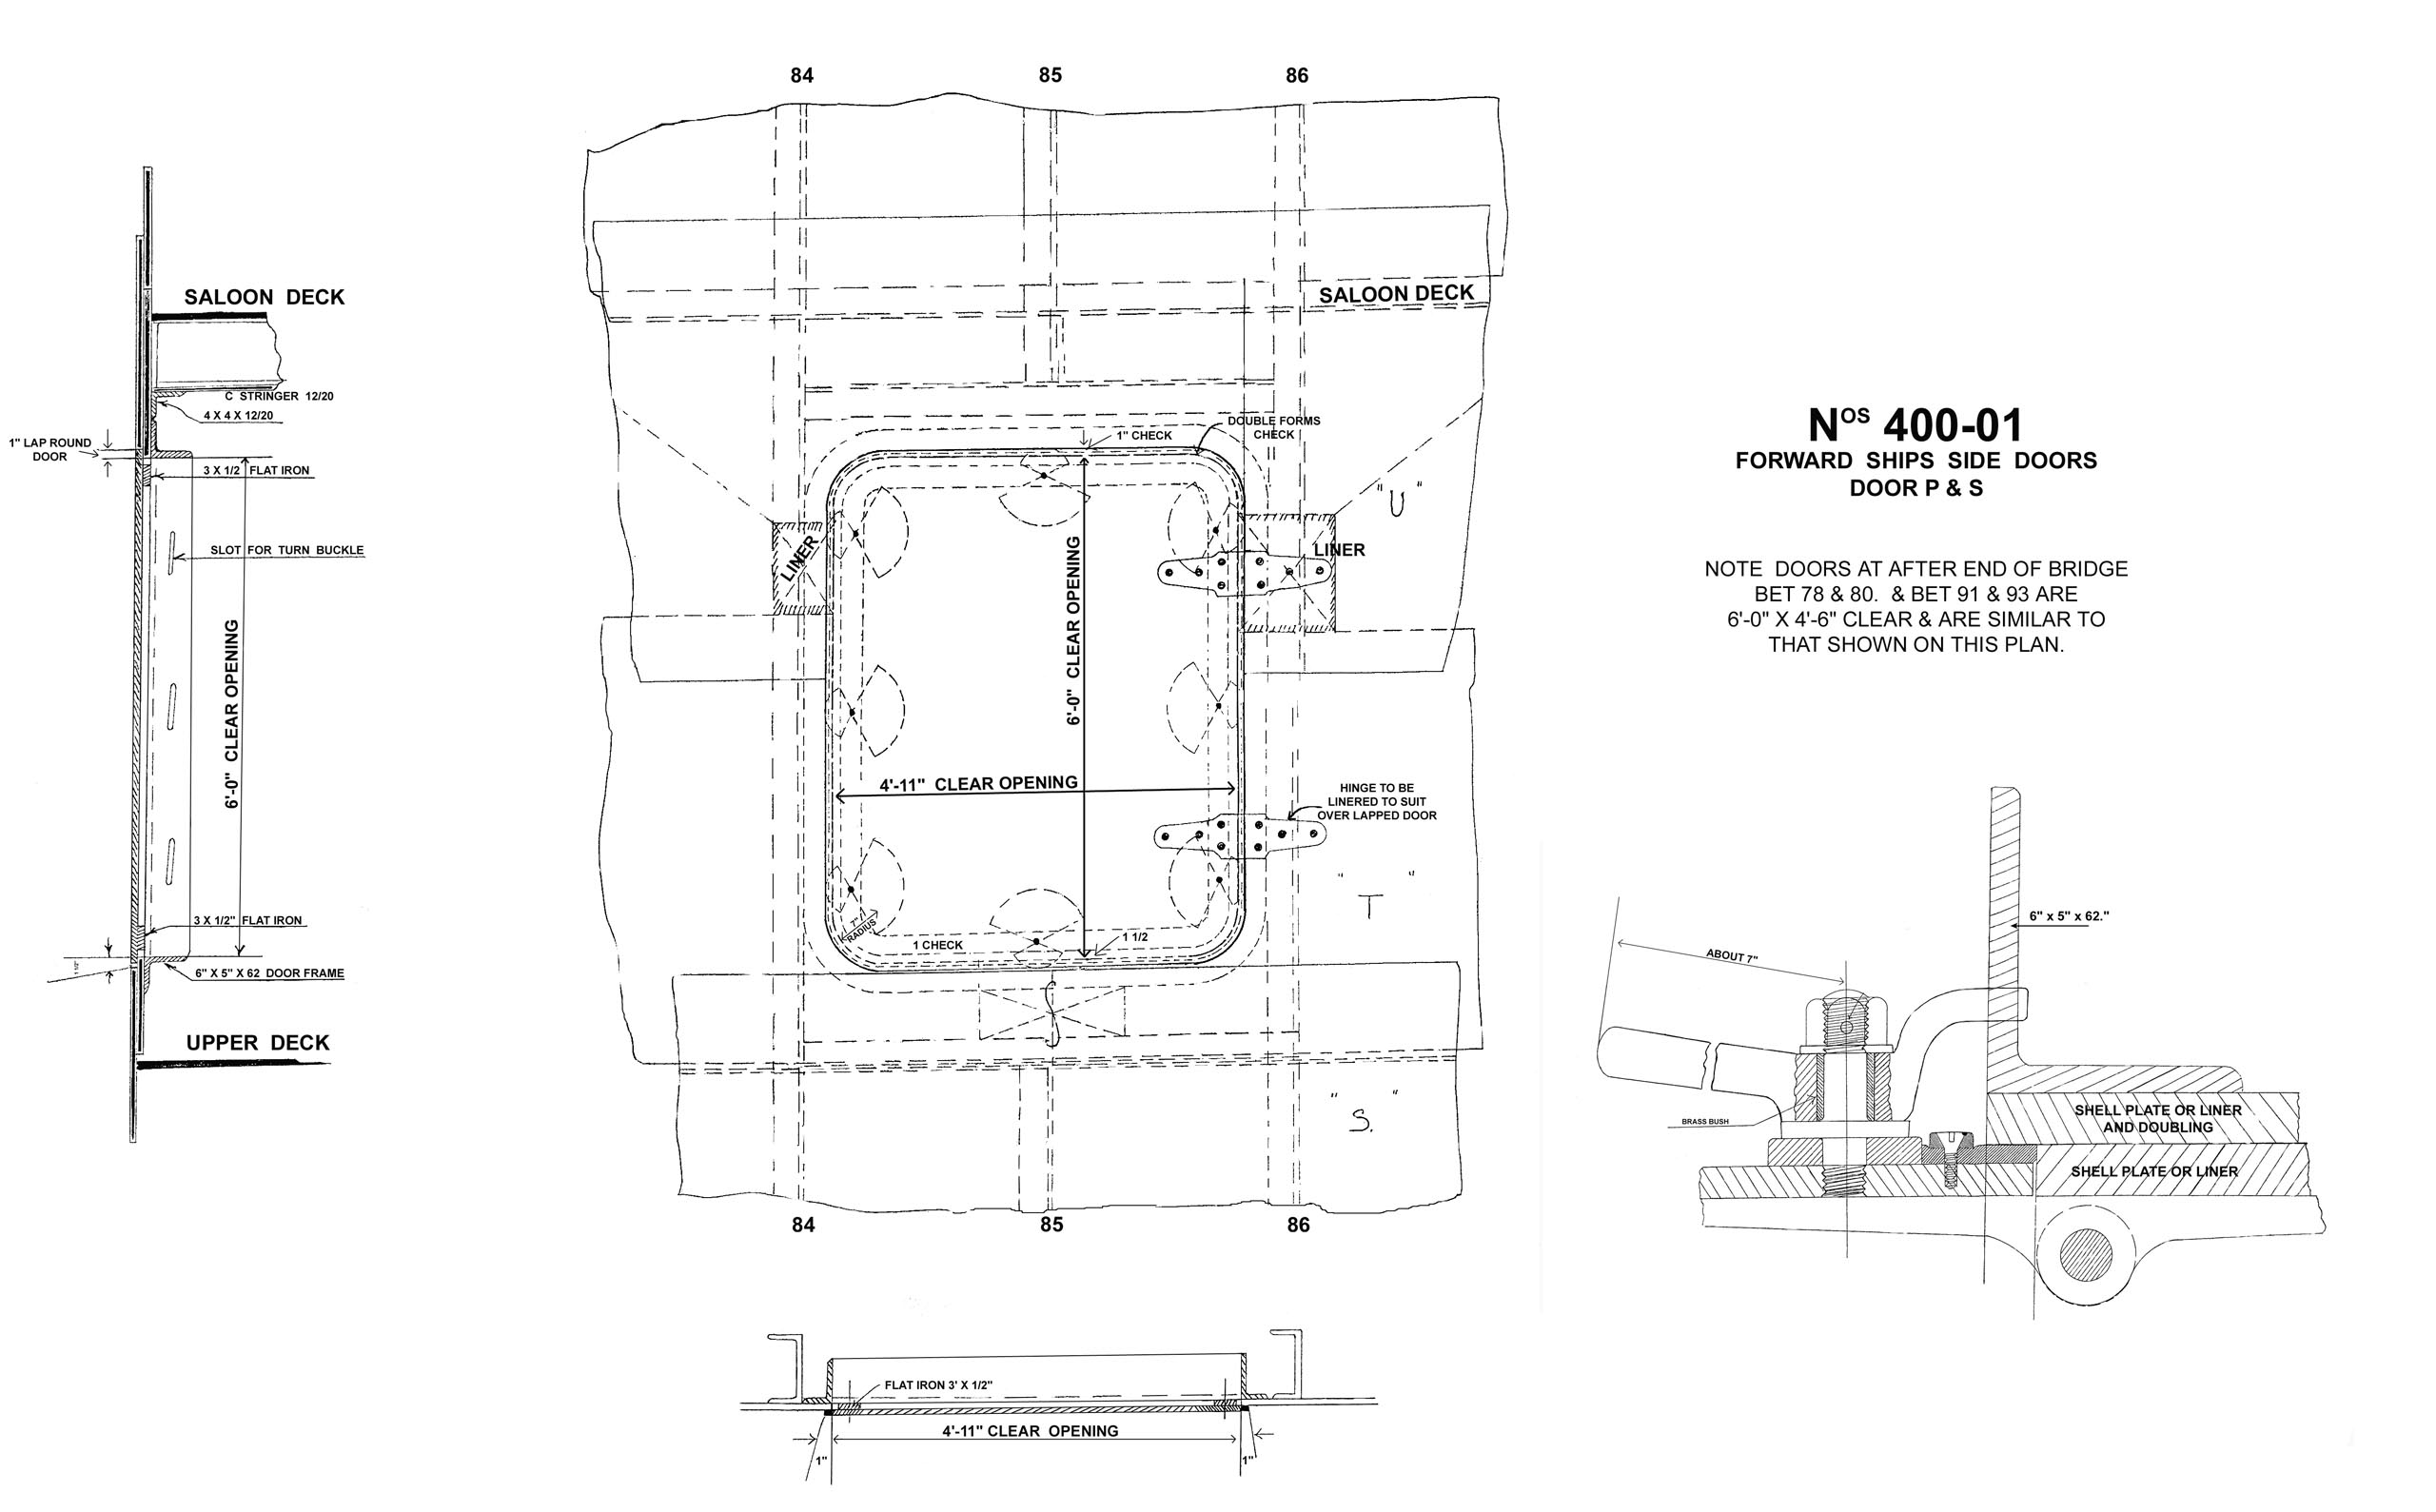 84
85
86
SALOON DECK
C STRINGER 12/20
4 X 4 X 12/20
1" LAP ROUND
DOOR
3 X 1/2 FLAT IRON
SLOT FOR TURN BUCKLE
6'-0" CLEAR OPENING
3 X 1/2" FLAT IRON
1 1/2"
6" X 5" X 62 DOOR FRAME
UPPER DECK
SALOON DECK
DOUBLE FORMS
CHECK
1" CHECK
"U"
LINER
LINER
6'-0" CLEAR OPENING
4'-11" CLEAR OPENING
HINGE TO BE
LINERED TO SUIT
OVER LAPPED DOOR
" T "
7"
RADIUS
1 CHECK
1 1/2
" S. "
84
85
86
FLAT IRON 3' X 1/2"
4'-11" CLEAR OPENING
1"
1"
NOS 400-01
FORWARD SHIPS SIDE DOORS
DOOR P & S
NOTE DOORS AT AFTER END OF BRIDGE
BET 78 & 80. & BET 91 & 93 ARE
6'-0" X 4'-6" CLEAR & ARE SIMILAR TO
THAT SHOWN ON THIS PLAN.
6" x 5" x 62."
ABOUT 7"
BRASS BUSH
SHELL PLATE OR LINER
AND DOUBLING
SHELL PLATE OR LINER